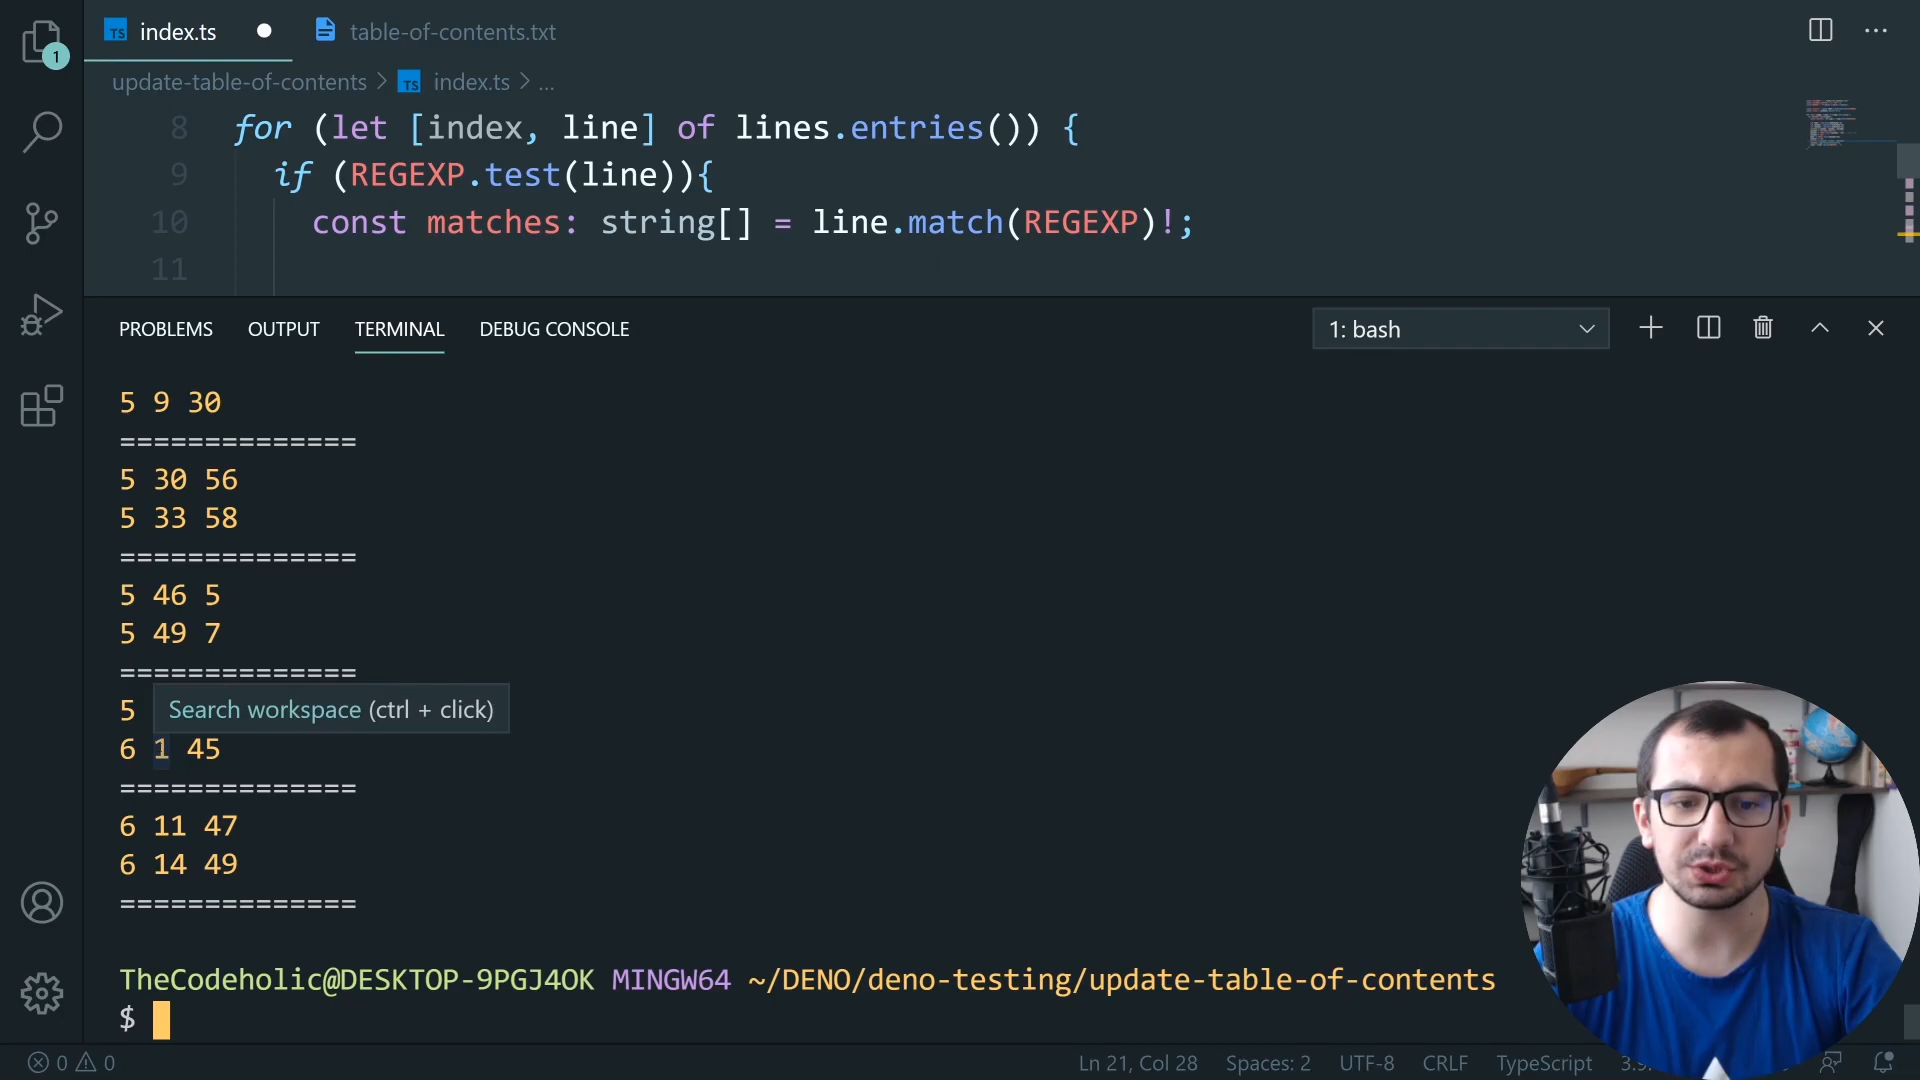 TS index.ts ● table-of-contents.txt
1
update-table-of-contents > TS index.ts > ...
8 for (let [index, line] of lines.entries()) {
9 if (REGEXP.test(line)){
10 const matches: string[] = line.match(REGEXP)!;
11
PROBLEMS OUTPUT TERMINAL DEBUG CONSOLE 1: bash
5 9 30
==============
5 30 56
5 33 58
==============
5 46 5
5 49 7
==============
5
Search workspace (ctrl + click)
6 1 45
==============
6 11 47
6 14 49
==============
TheCodeholic@DESKTOP-9PGJ4OK MINGW64 ~/DENO/deno-testing/update-table-of-contents
$
0 0 Ln 21, Col 28 Spaces: 2 UTF-8 CRLF TypeScript